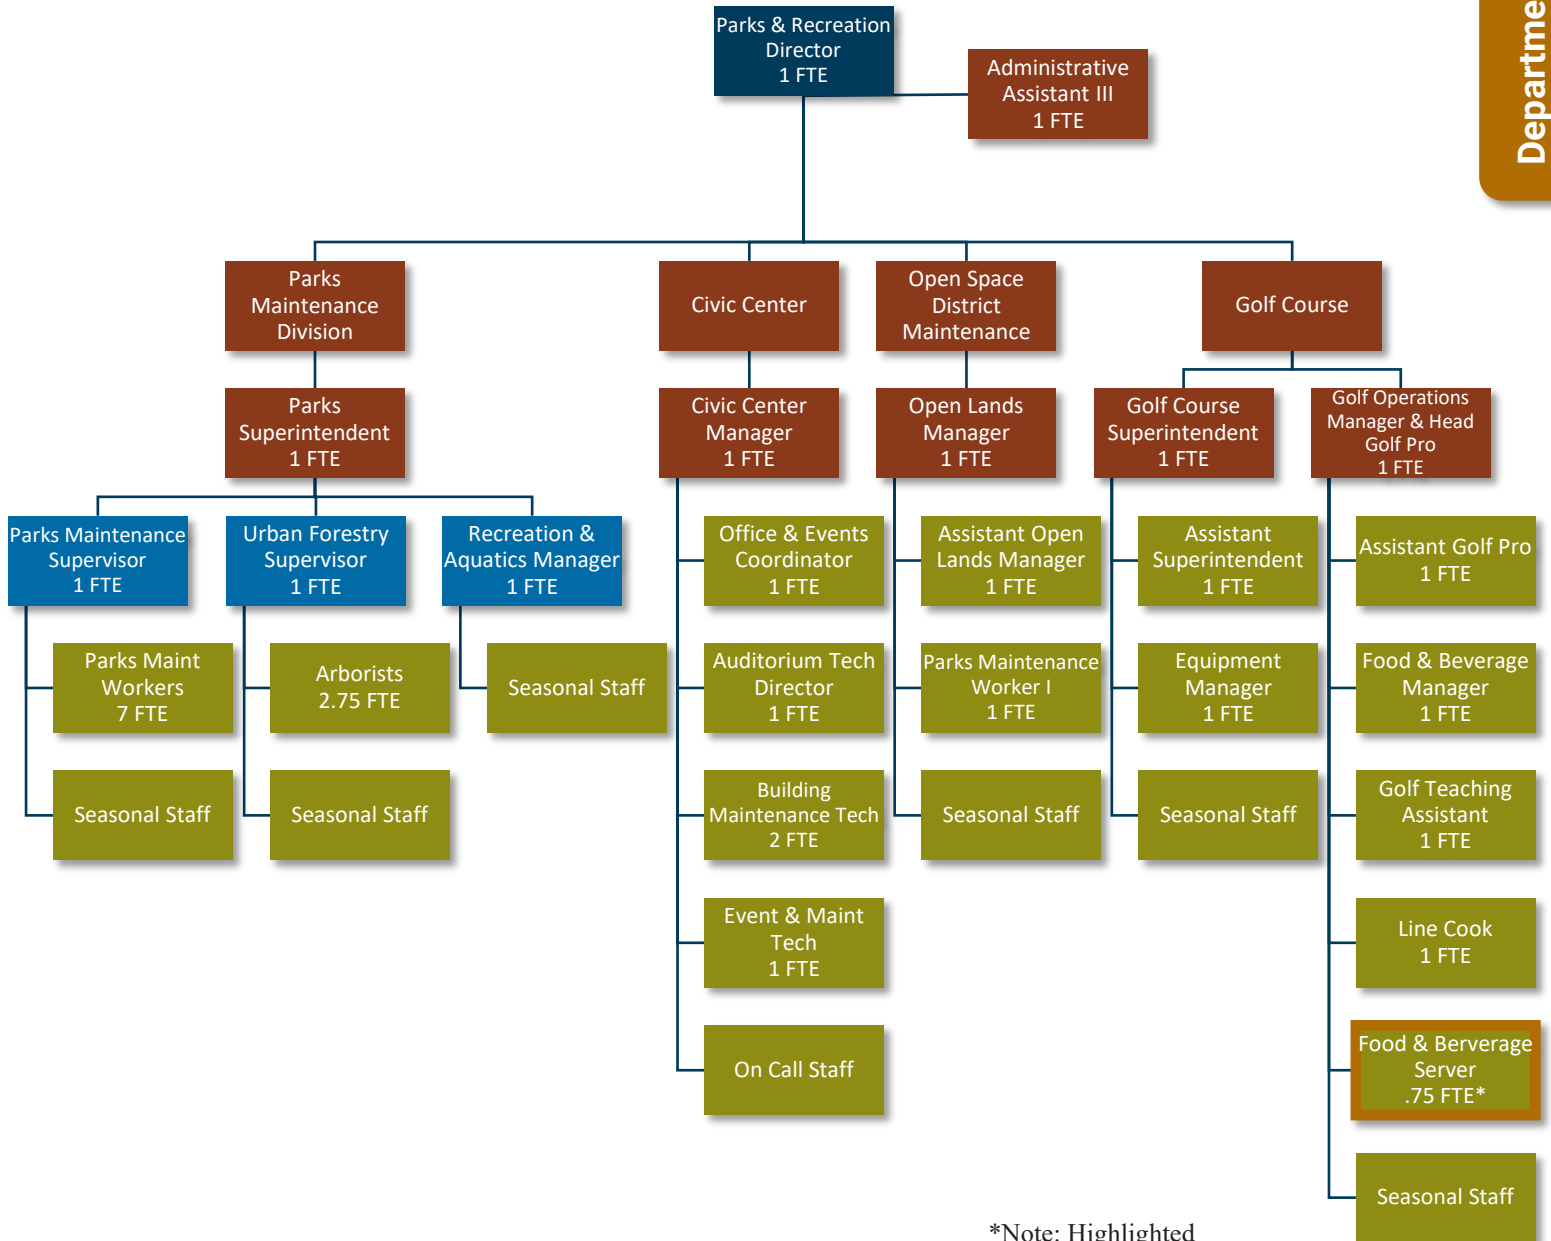 Parks & Recreation
Director
1 FTE
Administrative
Assistant III
1 FTE
Parks
Maintenance
Division
Civic Center
Open Space
District
Maintenance
Golf Course
Parks
Superintendent
1 FTE
Civic Center
Manager
1 FTE
Open Lands
Manager
1 FTE
Golf Course
Superintendent
1 FTE
Golf Operations
Manager & Head
Golf Pro
1 FTE
Parks Maintenance
Supervisor
1 FTE
Urban Forestry
Supervisor
1 FTE
Recreation &
Aquatics Manager
1 FTE
Office & Events
Coordinator
1 FTE
Assistant Open
Lands Manager
1 FTE
Assistant
Superintendent
1 FTE
Assistant Golf Pro
1 FTE
Parks Maint
Workers
7 FTE
Arborists
2.75 FTE
Seasonal Staff
Auditorium Tech
Director
1 FTE
Parks Maintenance
Worker I
1 FTE
Equipment
Manager
1 FTE
Food & Beverage
Manager
1 FTE
Seasonal Staff
Seasonal Staff
Building
Maintenance Tech
2 FTE
Seasonal Staff
Seasonal Staff
Golf Teaching
Assistant
1 FTE
Event & Maint
Tech
1 FTE
Line Cook
1 FTE
On Call Staff
Food & Berverage
Server
.75 FTE*
Seasonal Staff
*Note: Highlighted
Departme